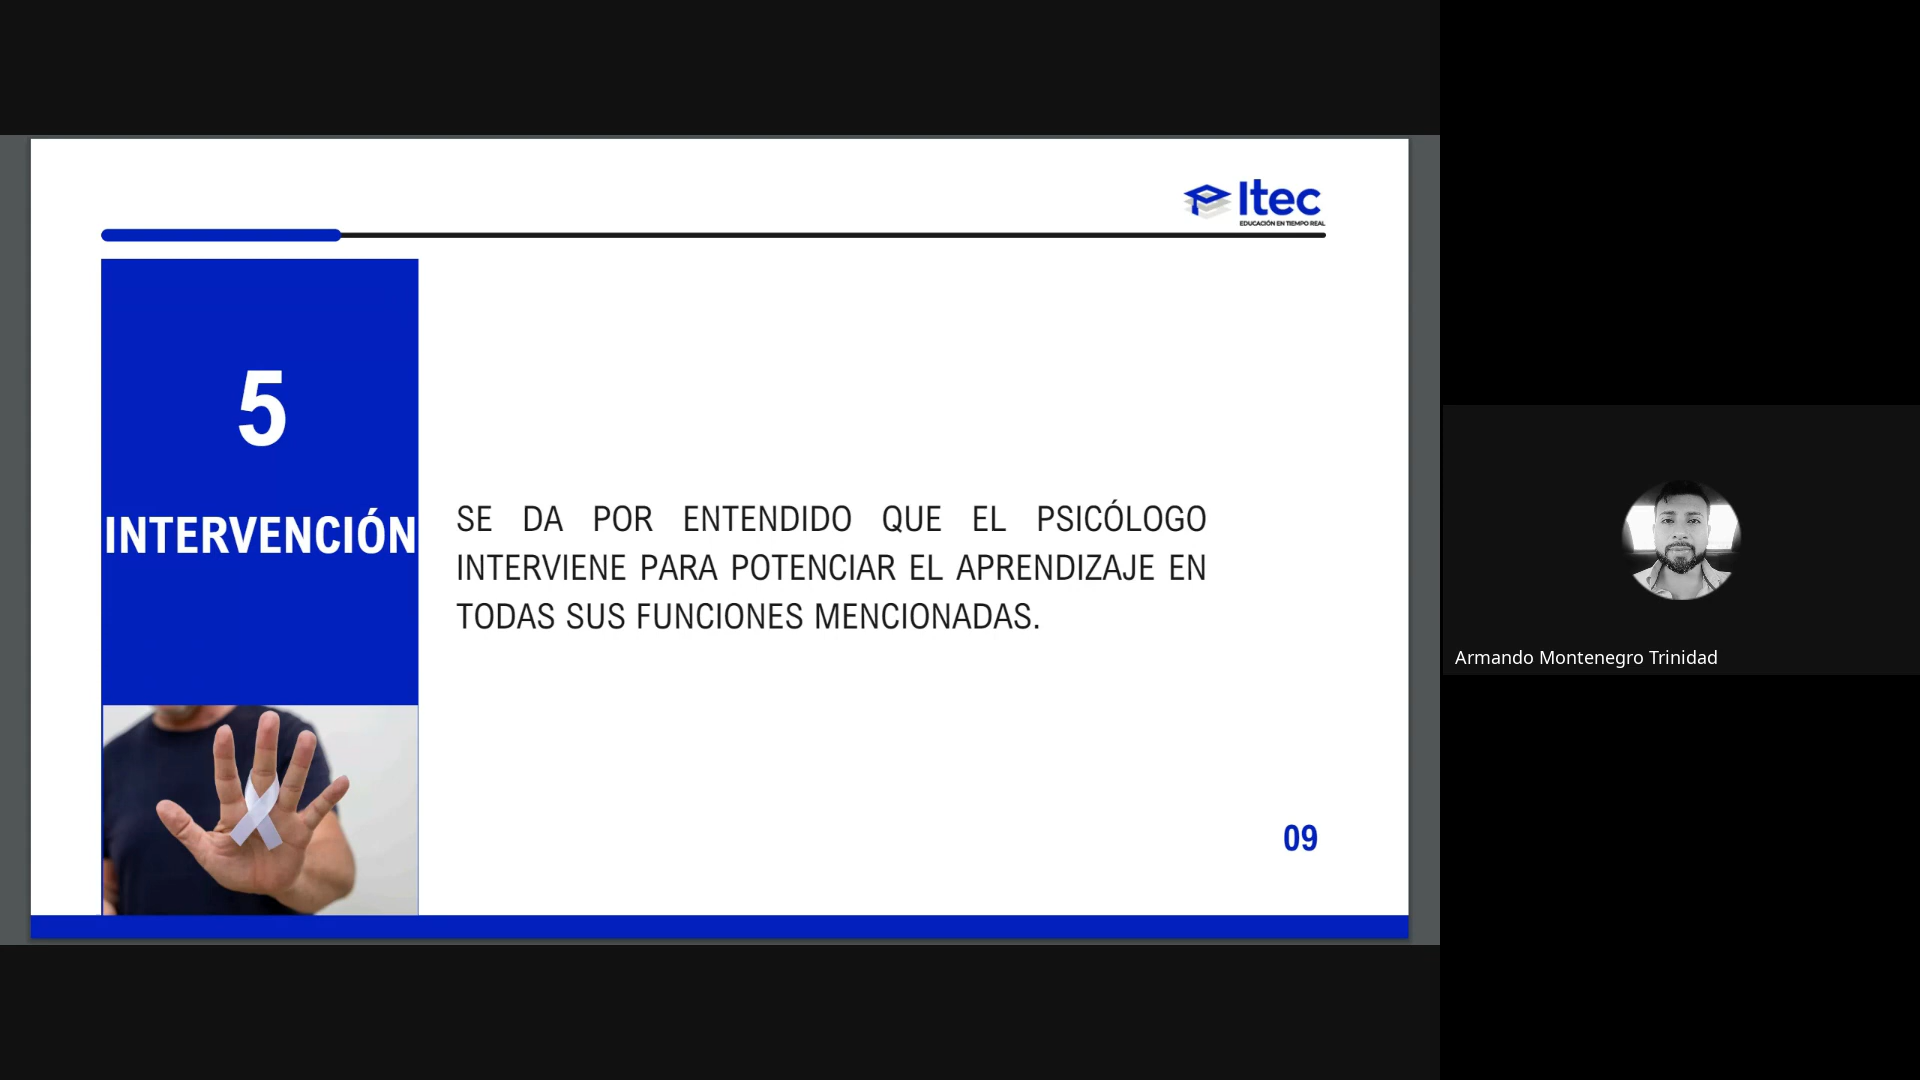 Itec
EDUCACIÓN EN TIEMPO REAL
5
INTERVENCIÓN
SE DA POR ENTENDIDO QUE EL PSICÓLOGO
INTERVIENE PARA POTENCIAR EL APRENDIZAJE EN
TODAS SUS FUNCIONES MENCIONADAS.
09
Armando Montenegro Trinidad